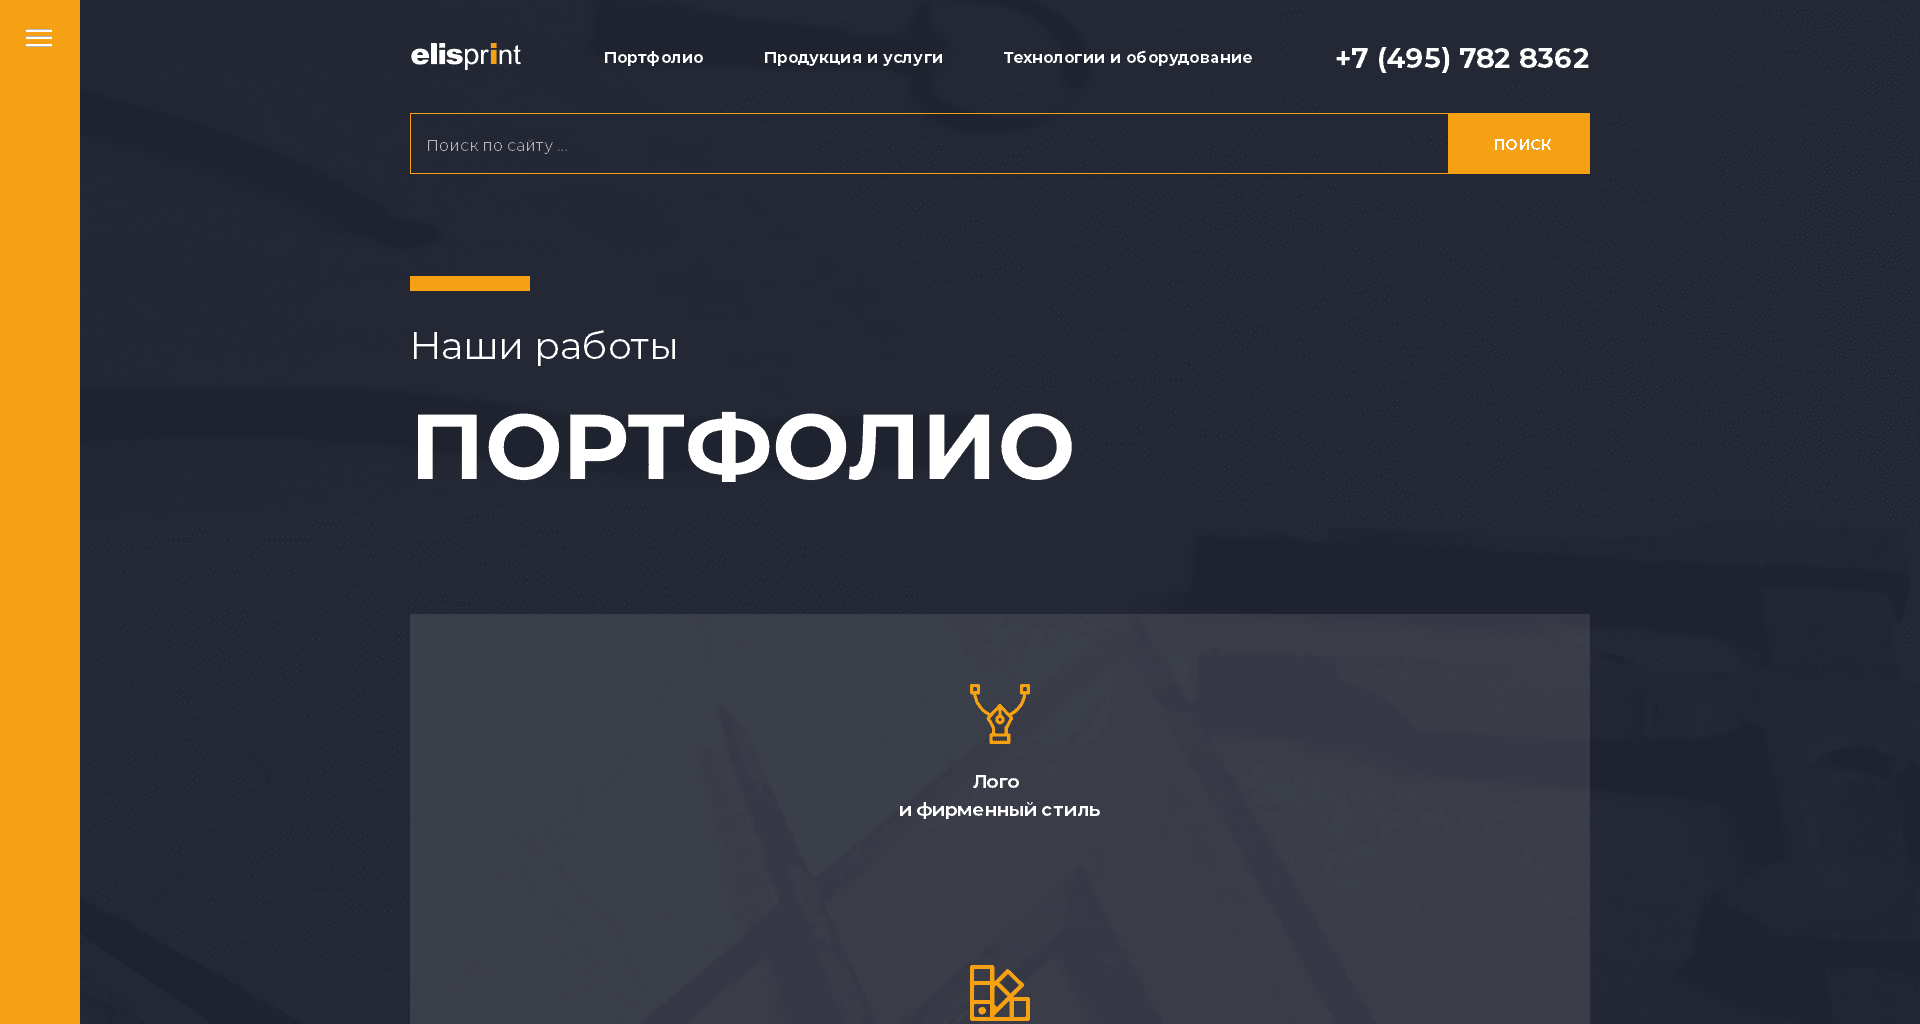 elisprint
Портфолио
Продукция и услуги
Технологии и оборудование
+7 (495) 782 8362
Поиск по сайту ...
ПОИСК
Наши работы
ПОРТФОЛИО
Лого
и фирменный стиль